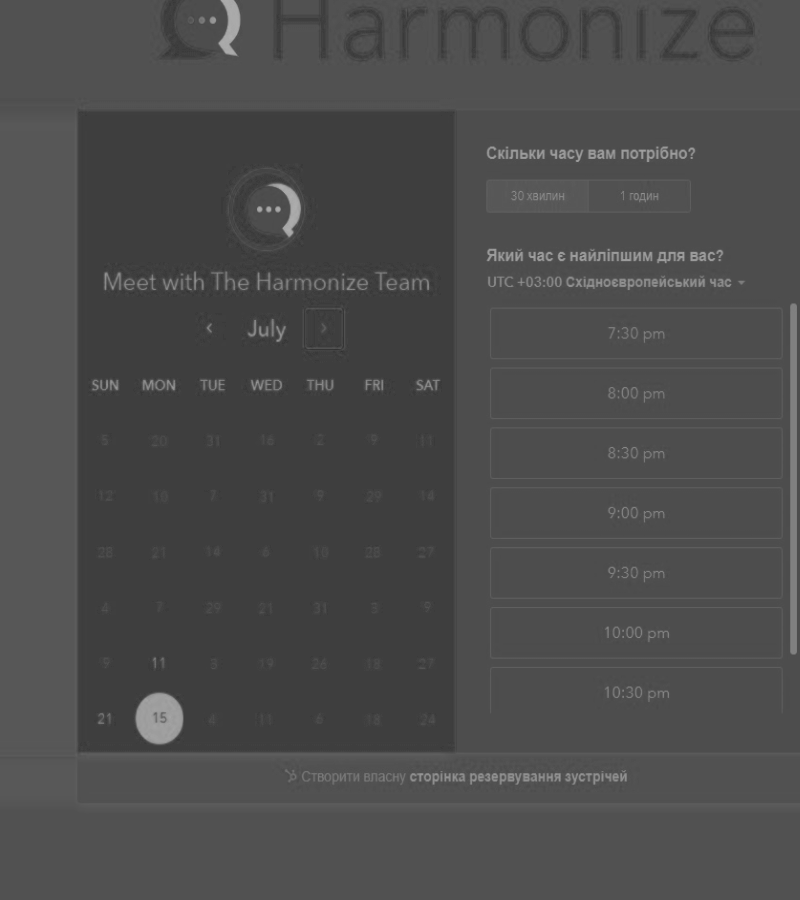 Harmonize
Meet with The Harmonize Team
July
SUN MON TUE WED THU FRI SAT
5 20 31 16 2 9 11
12 10 7 31 9 29 14
28 21 14 6 10 28 27
4 7 29 21 31 3 9
9 11 3 19 26 18 27
21 15 4 11 6 18 24
Скільки часу вам потрібно?
30 хвилин 1 годин
Який час є найліпшим для вас?
UTC +03:00 Східноєвропейський час
7:30 pm
8:00 pm
8:30 pm
9:00 pm
9:30 pm
10:00 pm
10:30 pm
Створити власну сторінка резервування зустрічей